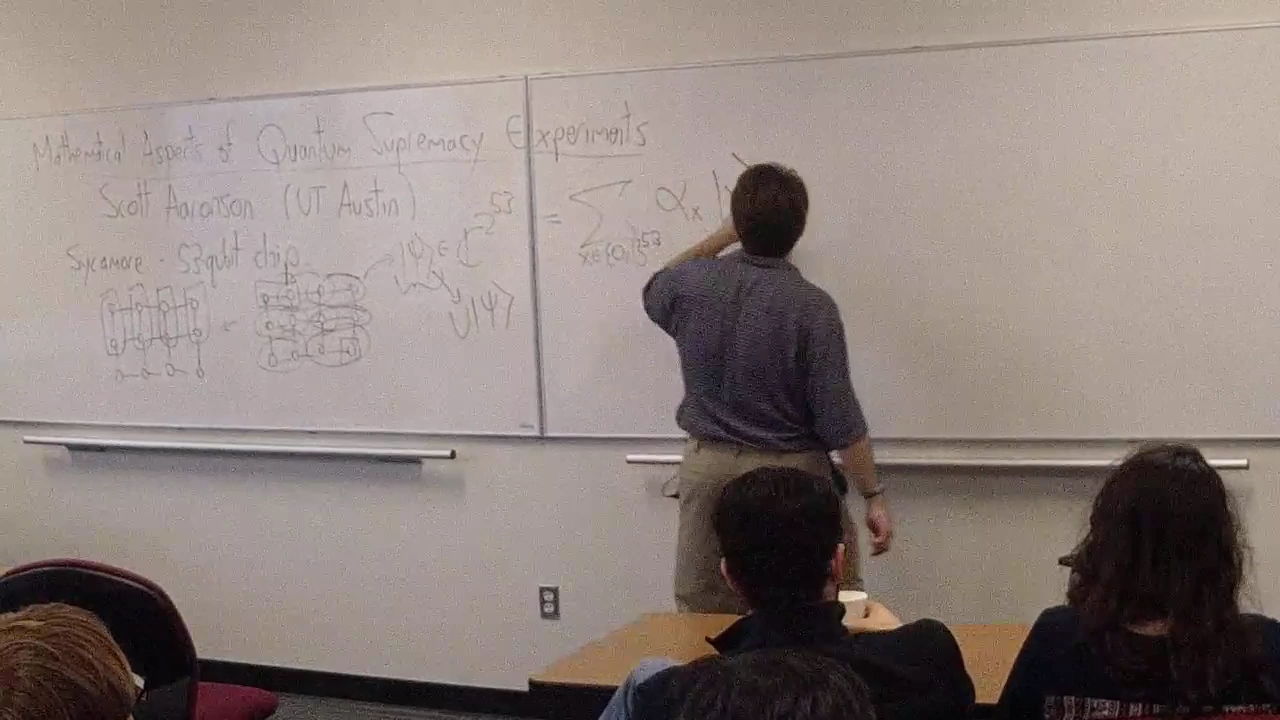 Mathematical Aspects of Quantum Supremacy Experiments
Scott Aaronson (UT Austin)
Sycamore - 53 qubit chip
|ψ⟩ ∈ ℂ^2^53 = ∑_{x∈{0,1}^53} α_x |
U|ψ⟩